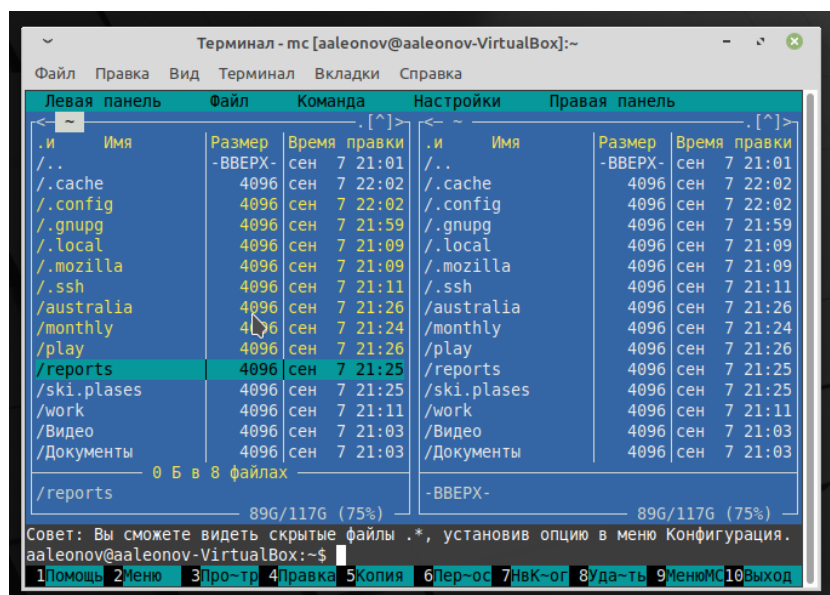 Терминал - mc [aaleonov@aaleonov-VirtualBox]:~
Файл Правка Вид Терминал Вкладки Справка
Левая панель Файл Команда Настройки Правая панель
<─ ~ ─.[^]> <─ ~ ─.[^]>
.и Имя Размер Время правки .и Имя Размер Время правки
/.. -ВВЕРХ- сен 7 21:01 /.. -ВВЕРХ- сен 7 21:01
/.cache 4096 сен 7 22:02 /.cache 4096 сен 7 22:02
/.config 4096 сен 7 22:02 /.config 4096 сен 7 22:02
/.gnupg 4096 сен 7 21:59 /.gnupg 4096 сен 7 21:59
/.local 4096 сен 7 21:09 /.local 4096 сен 7 21:09
/.mozilla 4096 сен 7 21:09 /.mozilla 4096 сен 7 21:09
/.ssh 4096 сен 7 21:11 /.ssh 4096 сен 7 21:11
/australia 4096 сен 7 21:26 /australia 4096 сен 7 21:26
/monthly 4096 сен 7 21:24 /monthly 4096 сен 7 21:24
/play 4096 сен 7 21:26 /play 4096 сен 7 21:26
/reports 4096 сен 7 21:25 /reports 4096 сен 7 21:25
/ski.plases 4096 сен 7 21:25 /ski.plases 4096 сен 7 21:25
/work 4096 сен 7 21:11 /work 4096 сен 7 21:11
/Видео 4096 сен 7 21:03 /Видео 4096 сен 7 21:03
/Документы 4096 сен 7 21:03 /Документы 4096 сен 7 21:03
0 Б в 8 файлах
/reports -ВВЕРХ-
89G/117G (75%) 89G/117G (75%)
Совет: Вы сможете видеть скрытые файлы .*, установив опцию в меню Конфигурация.
aaleonov@aaleonov-VirtualBox:~$
1Помощь 2Меню 3Про~тр 4Правка 5Копия 6Пер~ос 7НвК~ог 8Уда~ть 9МенюMC 10Выход